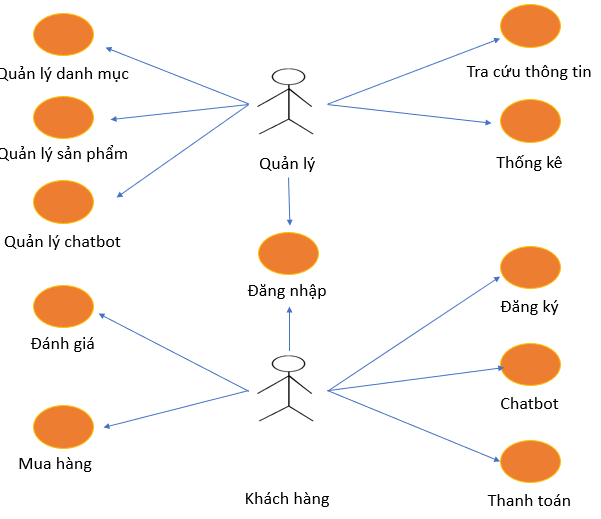 Quản lý danh mục
Tra cứu thông tin
Quản lý sản phẩm
Quản lý
Thống kê
Quản lý chatbot
Đăng nhập
Đăng ký
Đánh giá
Chatbot
Mua hàng
Khách hàng
Thanh toán